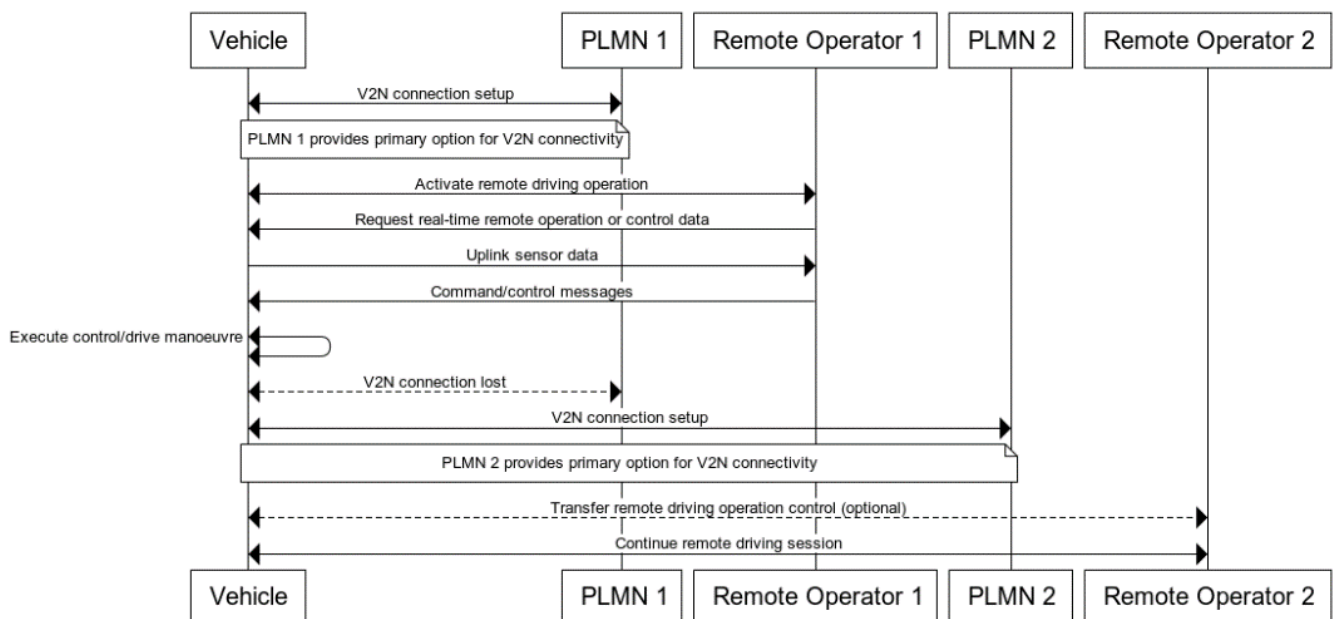 Vehicle
PLMN 1
Remote Operator 1
PLMN 2
Remote Operator 2
V2N connection setup
PLMN 1 provides primary option for V2N connectivity
Activate remote driving operation
Request real-time remote operation or control data
Uplink sensor data
Command/control messages
Execute control/drive manoeuvre
V2N connection lost
V2N connection setup
PLMN 2 provides primary option for V2N connectivity
Transfer remote driving operation control (optional)
Continue remote driving session
Vehicle
PLMN 1
Remote Operator 1
PLMN 2
Remote Operator 2